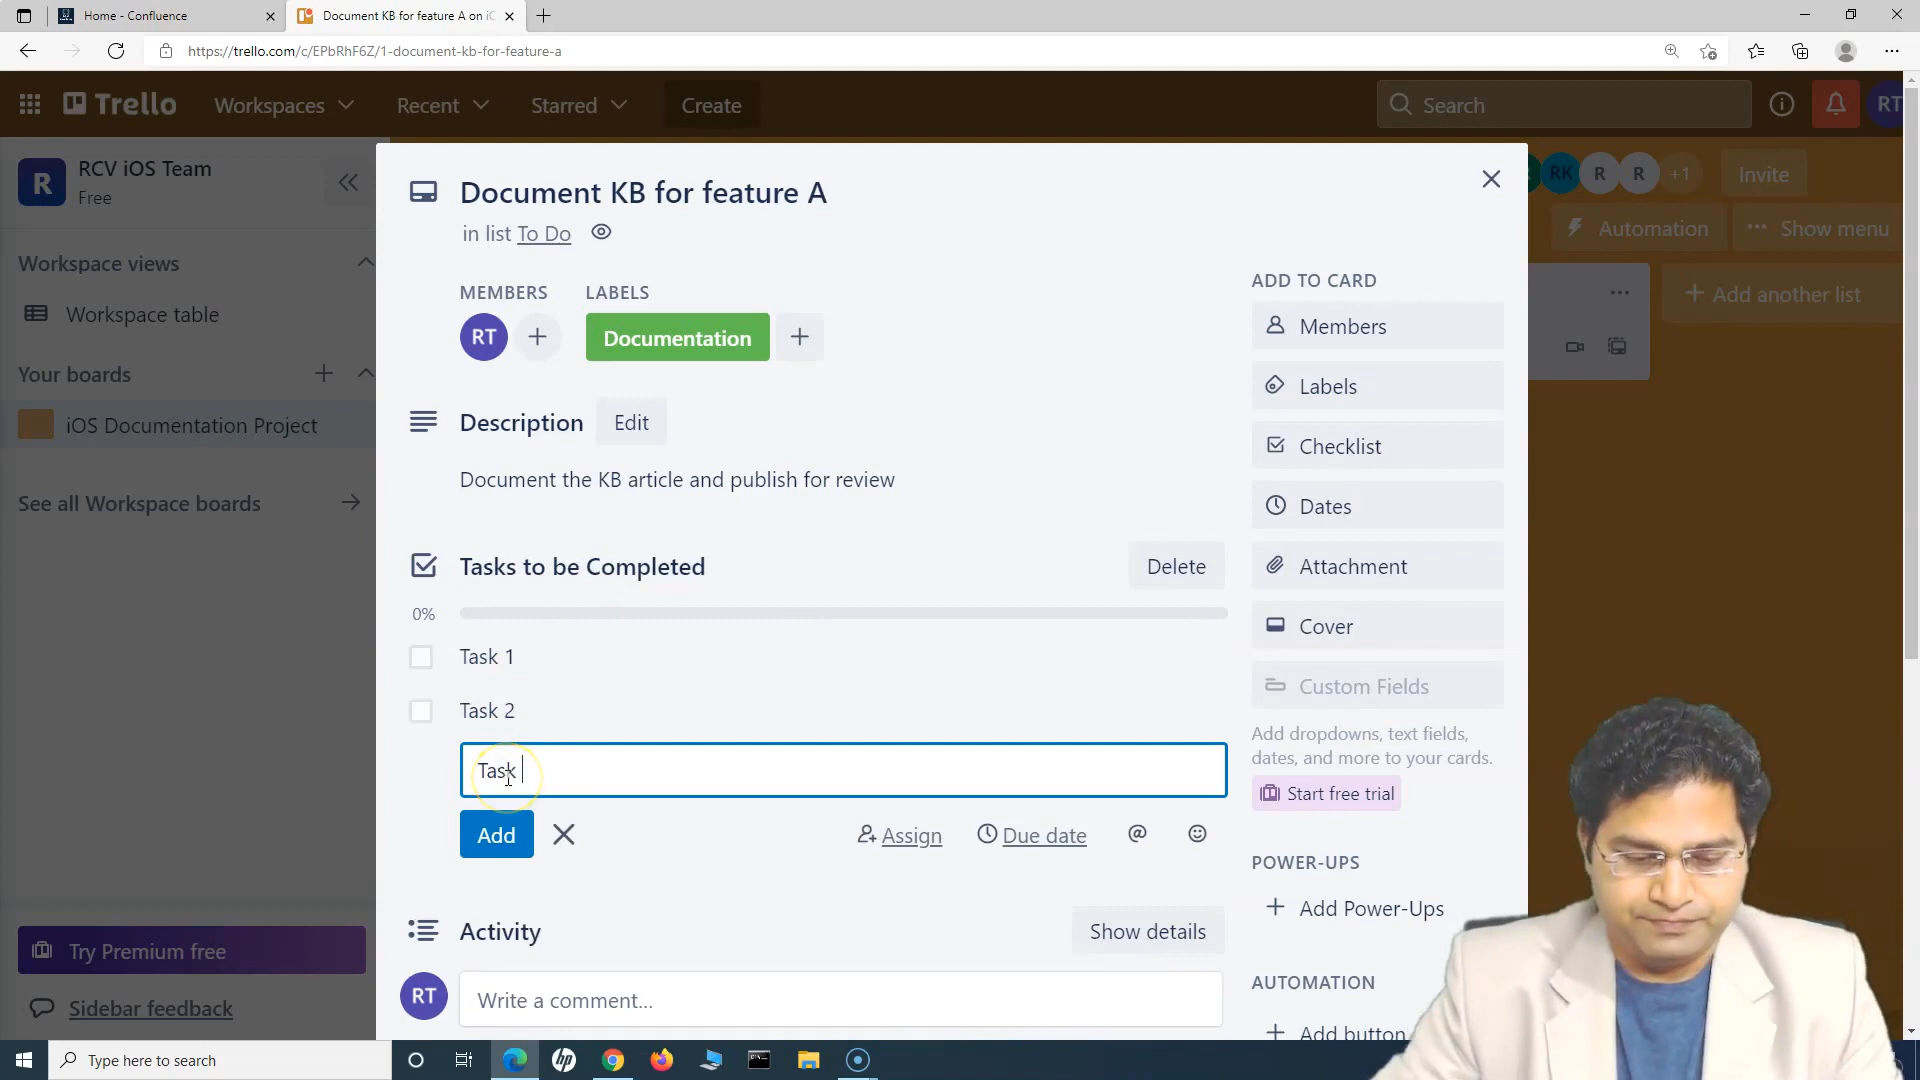 Home - Confluence
Document KB for feature A on iO
https://trello.com/c/EPbRhF6Z/1-document-kb-for-feature-a
Trello
Workspaces
Recent
Starred
Create
Search
RT
R
RCV iOS Team
Free
RK
R
R
+1
Invite
Automation
Show menu
Workspace views
Workspace table
Your boards
iOS Documentation Project
See all Workspace boards
Try Premium free
Sidebar feedback
Add another list
Document KB for feature A
in list To Do
MEMBERS
LABELS
RT
Documentation
Description
Edit
Document the KB article and publish for review
Tasks to be Completed
Delete
0%
Task 1
Task 2
Task
Add
Assign
Due date
@
Activity
Show details
RT
Write a comment...
ADD TO CARD
Members
Labels
Checklist
Dates
Attachment
Cover
Custom Fields
Add dropdowns, text fields,
dates, and more to your cards.
Start free trial
POWER-UPS
Add Power-Ups
AUTOMATION
Add button
Type here to search
hp